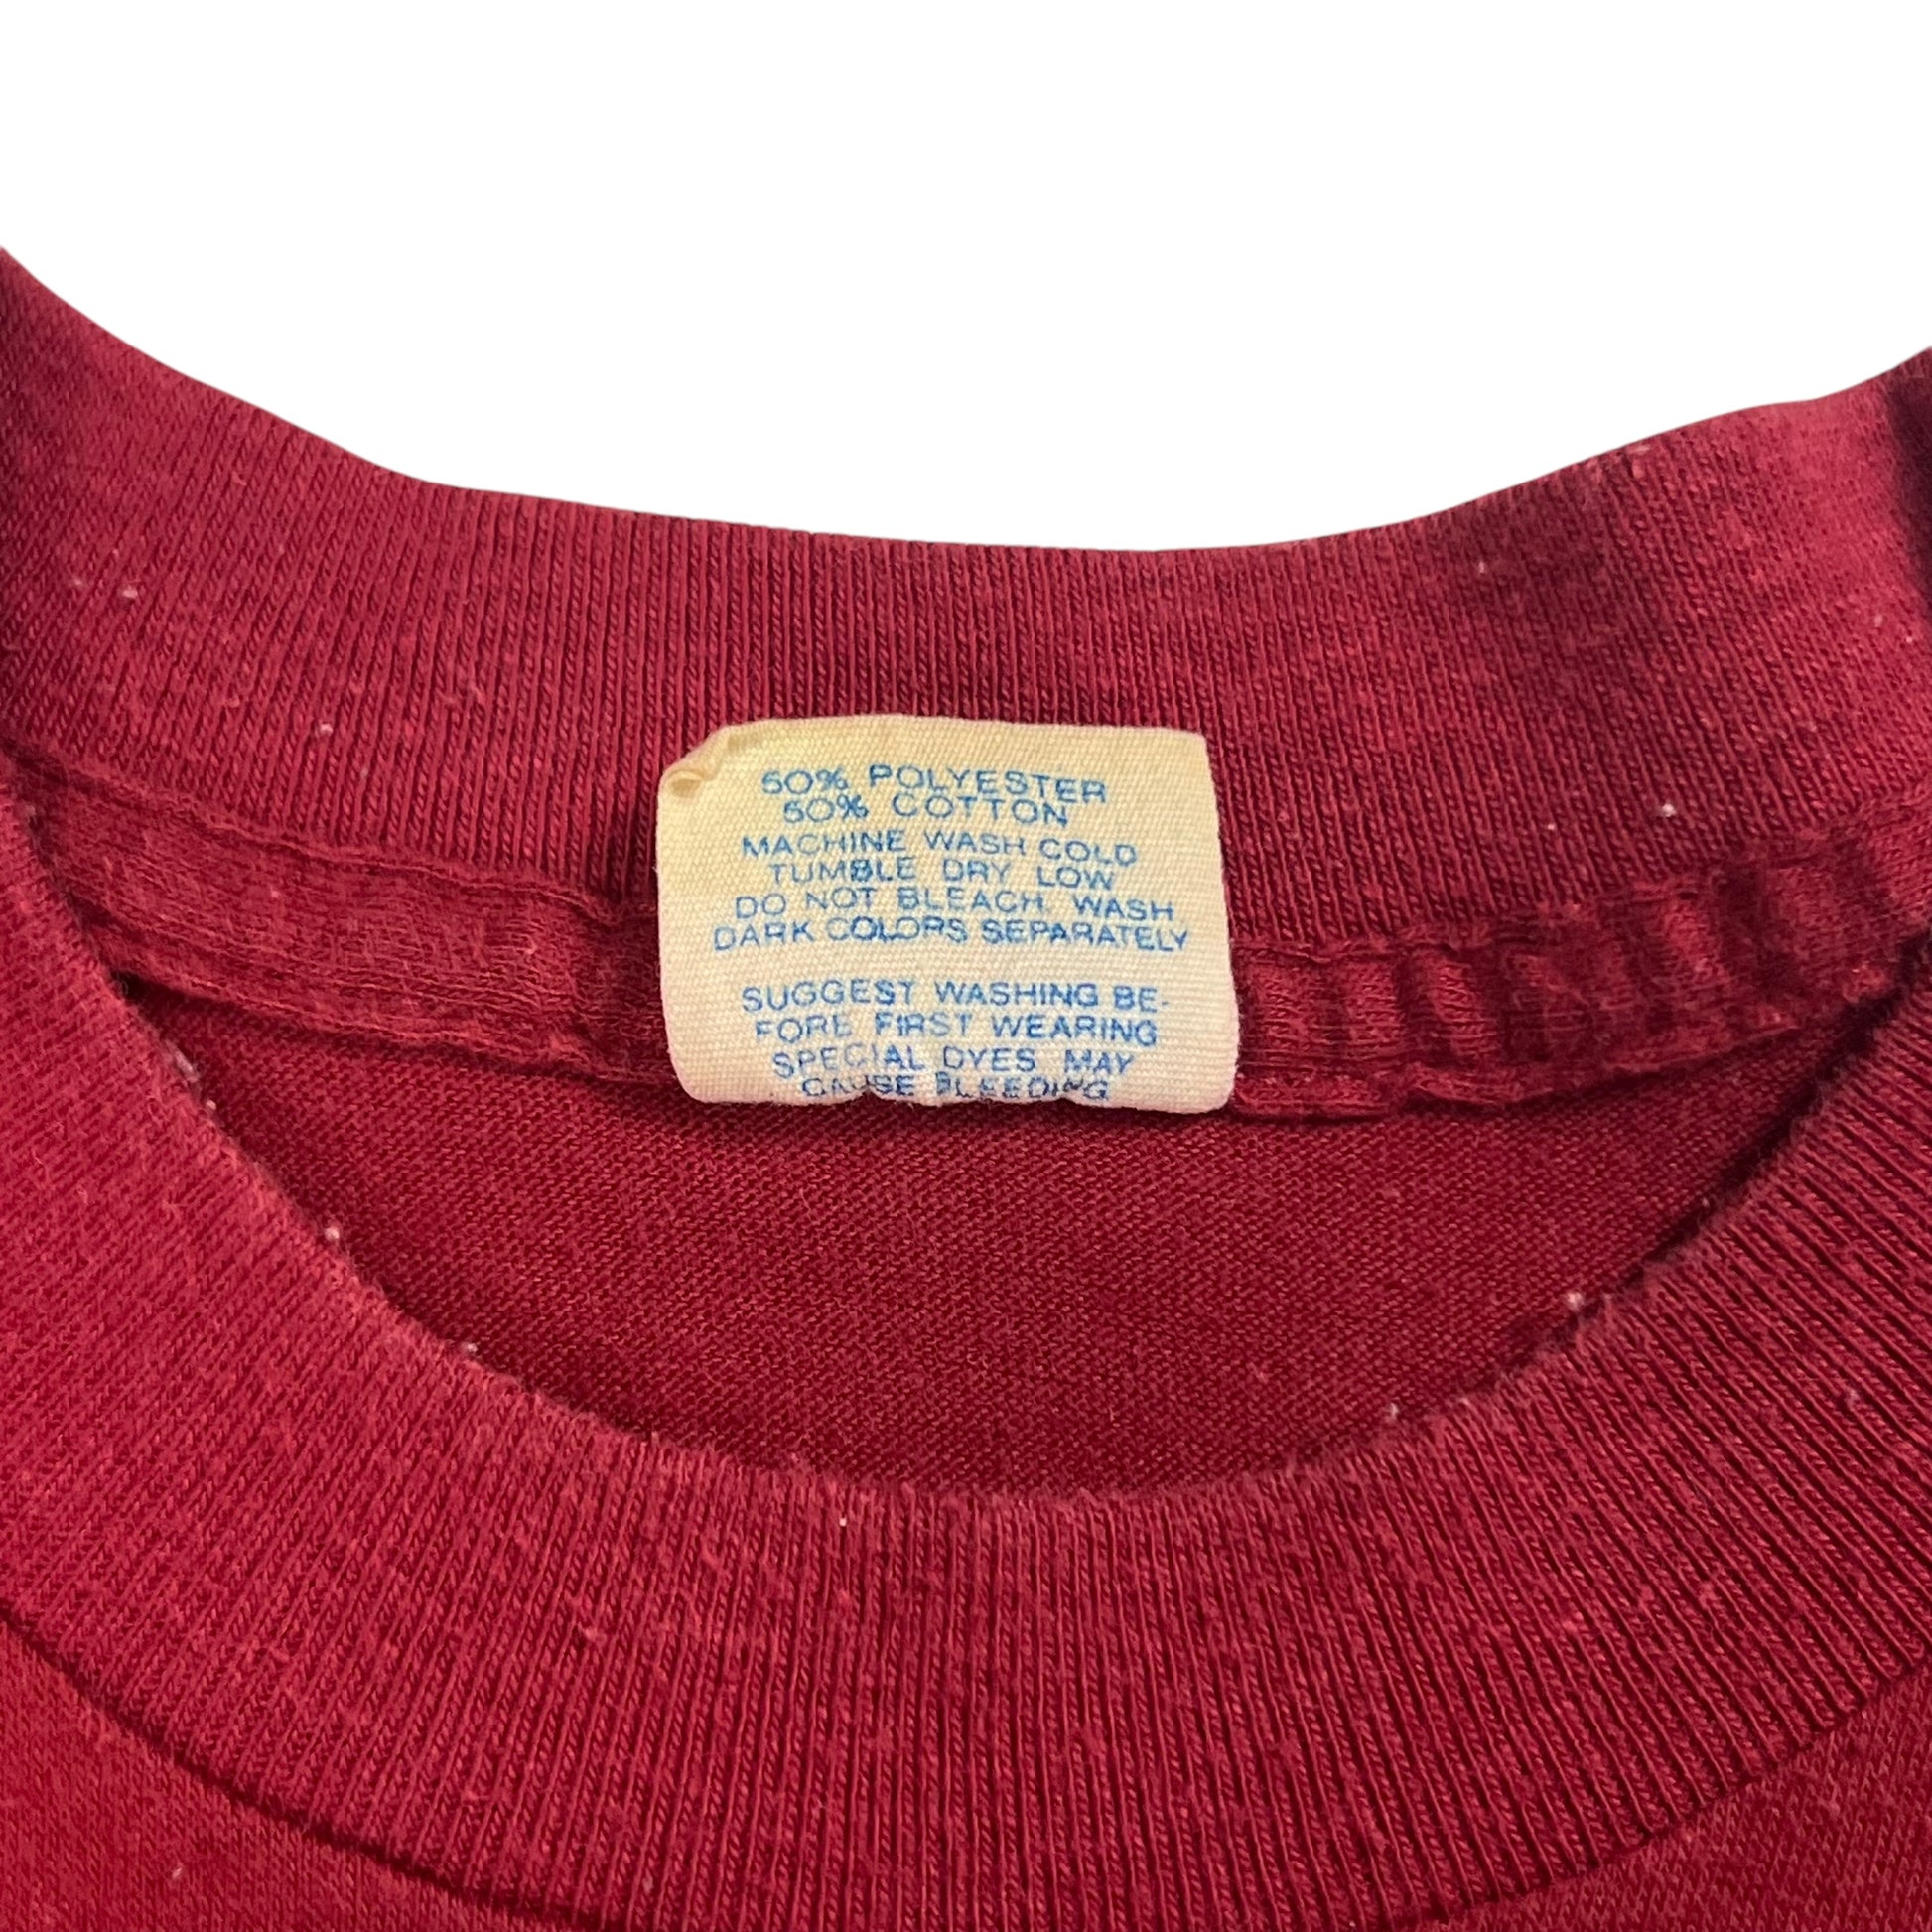 50% POLYESTER
50% COTTON
MACHINE WASH COLD
TUMBLE DRY LOW
DO NOT BLEACH, WASH
DARK COLORS SEPARATELY
SUGGEST WASHING BE-
FORE FIRST WEARING
SPECIAL DYES MAY
CAUSE BLEEDING